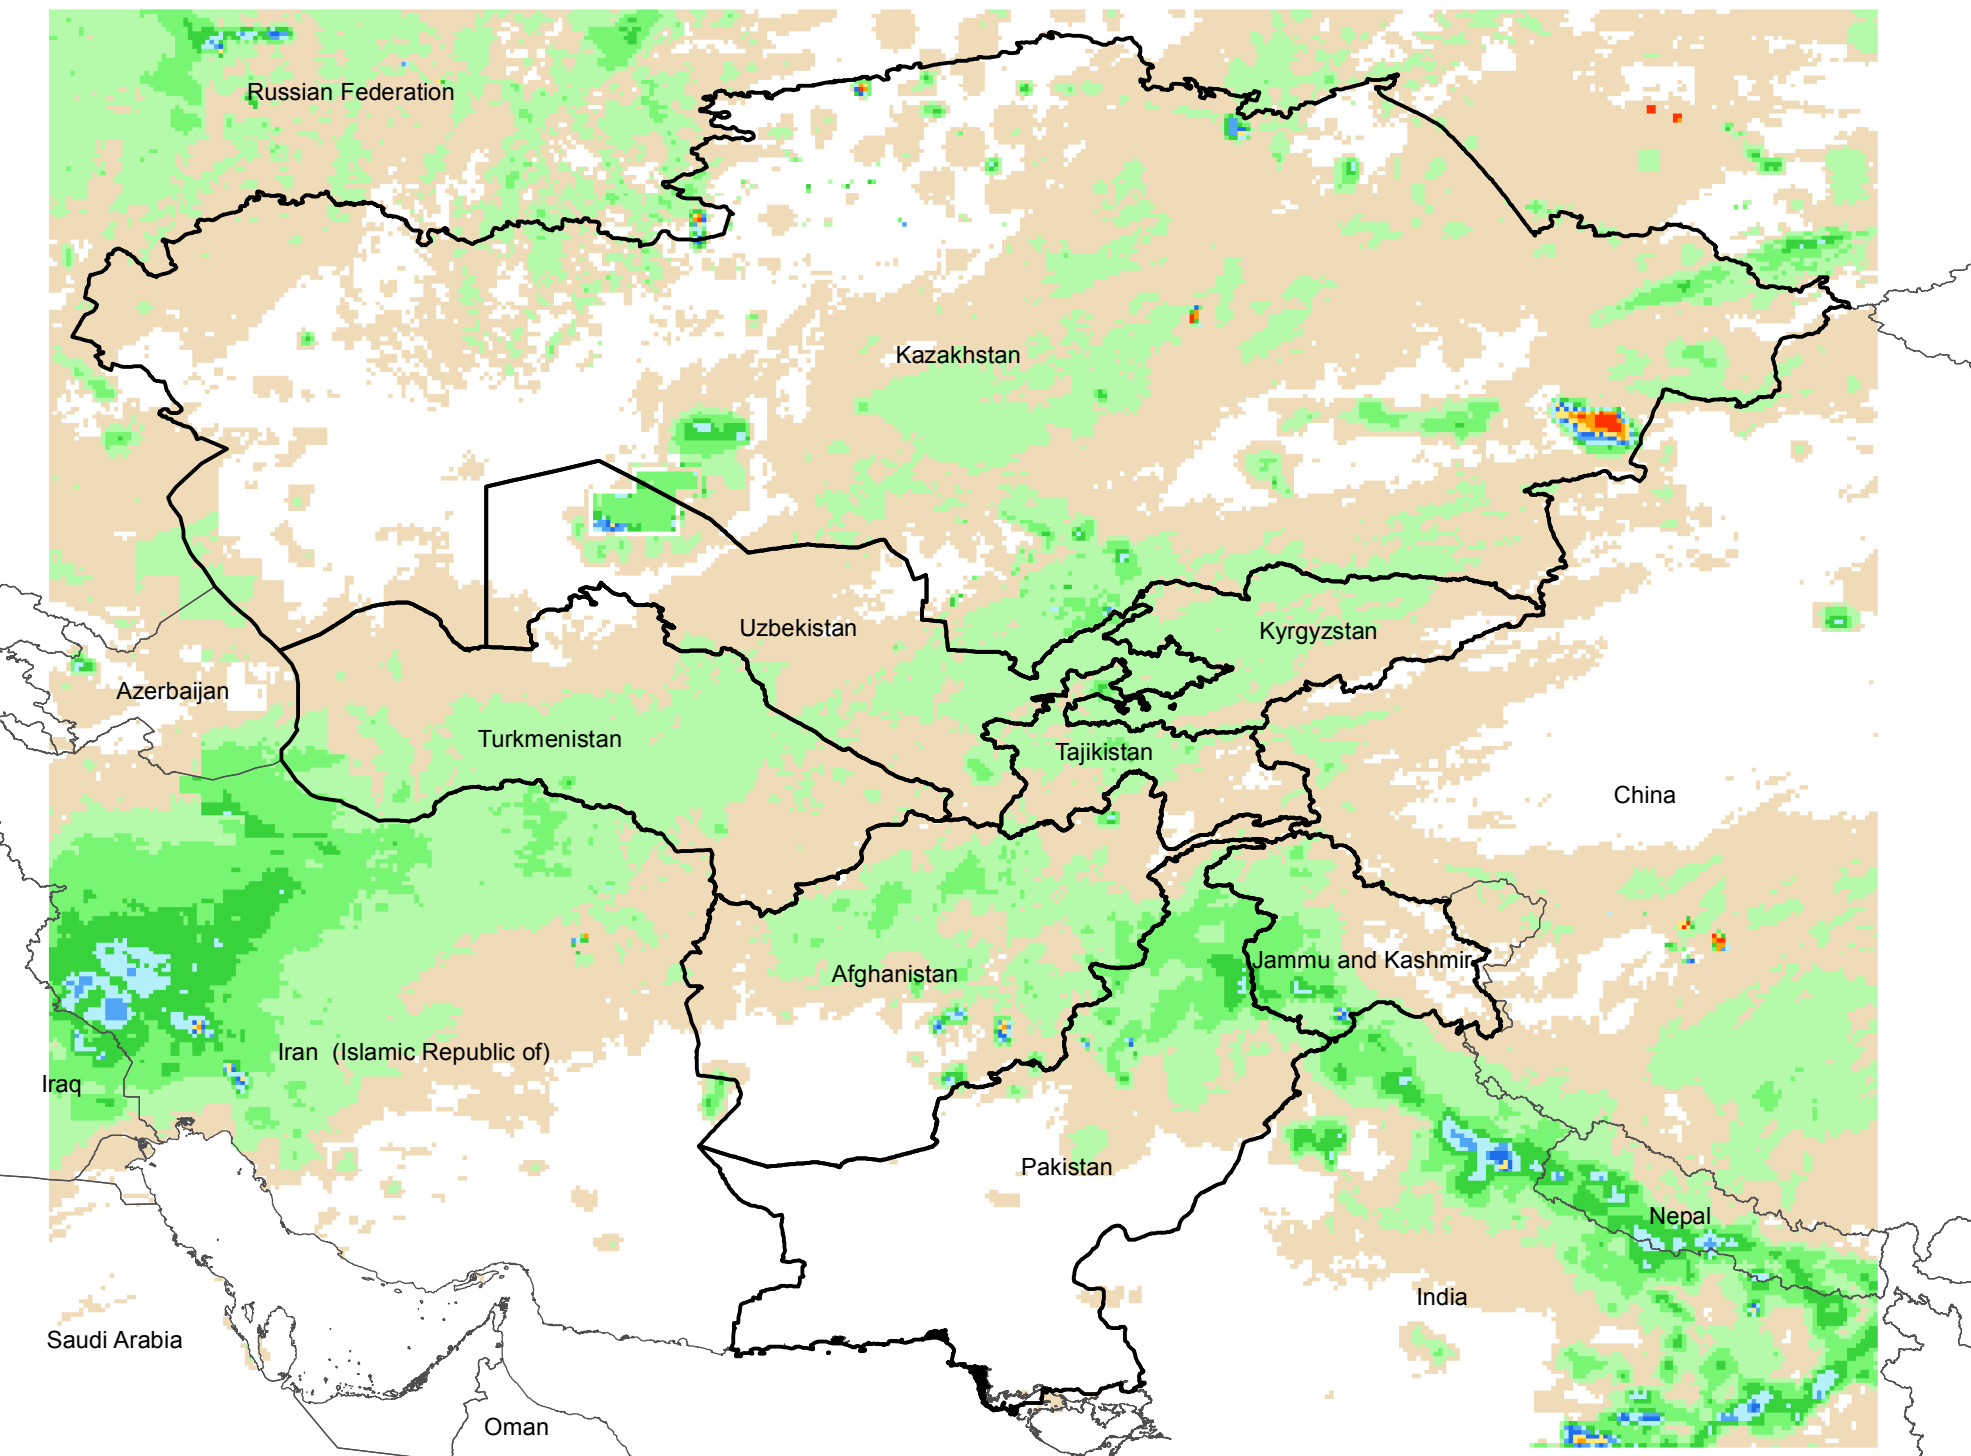 Russian Federation
Kazakhstan
Uzbekistan
Kyrgyzstan
Azerbaijan
Turkmenistan
Tajikistan
China
Afghanistan
Jammu and Kashmir
Iran (Islamic Republic of)
Iraq
Pakistan
Nepal
India
Saudi Arabia
Oman